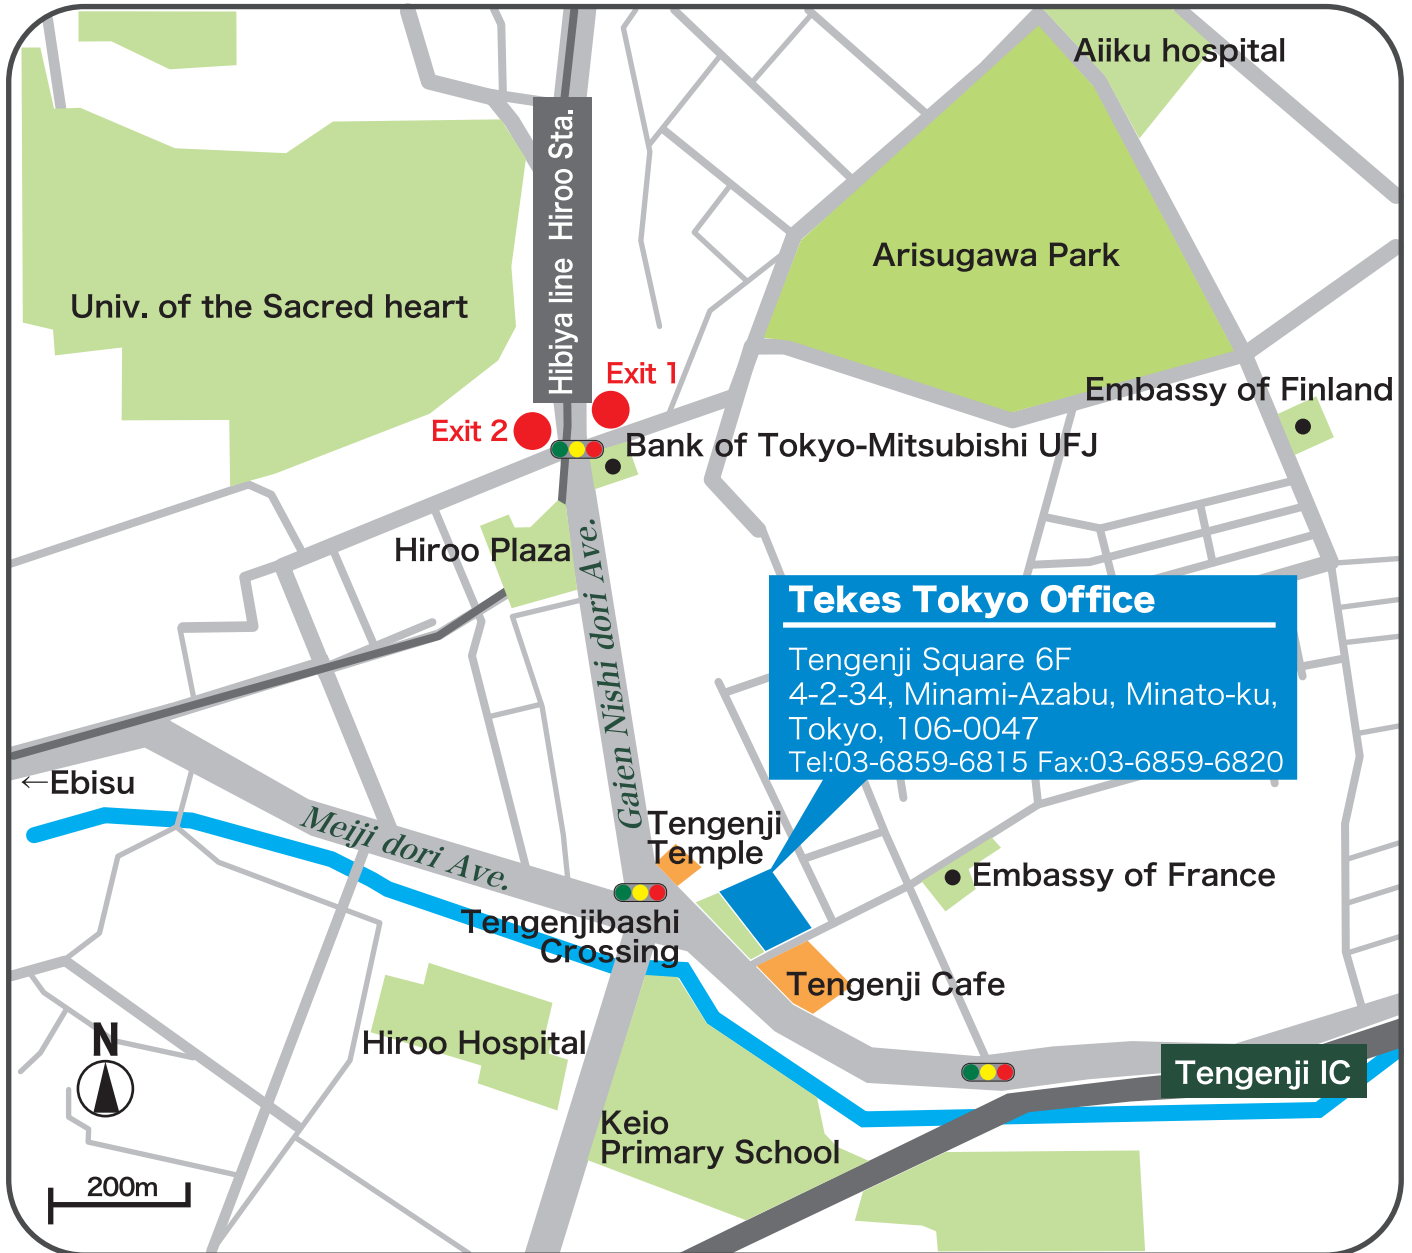 Aiiku hospital
Hibiya line Hiroo Sta.
Arisugawa Park
Univ. of the Sacred heart
Exit 1
Embassy of Finland
Exit 2
Bank of Tokyo-Mitsubishi UFJ
Hiroo Plaza
Gaien Nishi dori Ave.
Tekes Tokyo Office
Tengenji Square 6F
4-2-34, Minami-Azabu, Minato-ku,
Tokyo, 106-0047
Tel:03-6859-6815 Fax:03-6859-6820
←Ebisu
Meiji dori Ave.
Tengenji
Temple
Embassy of France
Tengenjibashi
Crossing
Tengenji Cafe
N
Hiroo Hospital
Tengenji IC
Keio
Primary School
200m